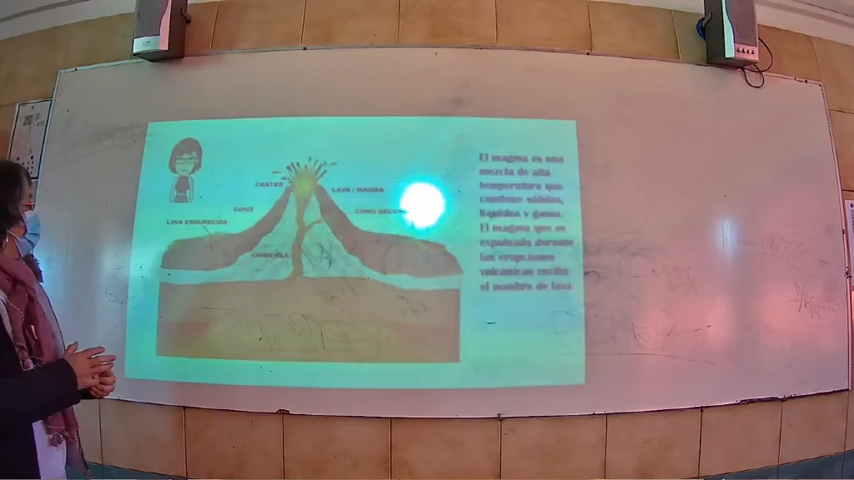 CRATER
LAVA / MAGMA
CONO
CONO SECUN
LAVA ENDURECIDA
CHIMENEA
El magma es una
mezcla de alta
temperatura que
contiene sólidos,
líquidos y gases.
El magma que es
expulsado durante
las erupciones
volcánicas recibe
el nombre de lava